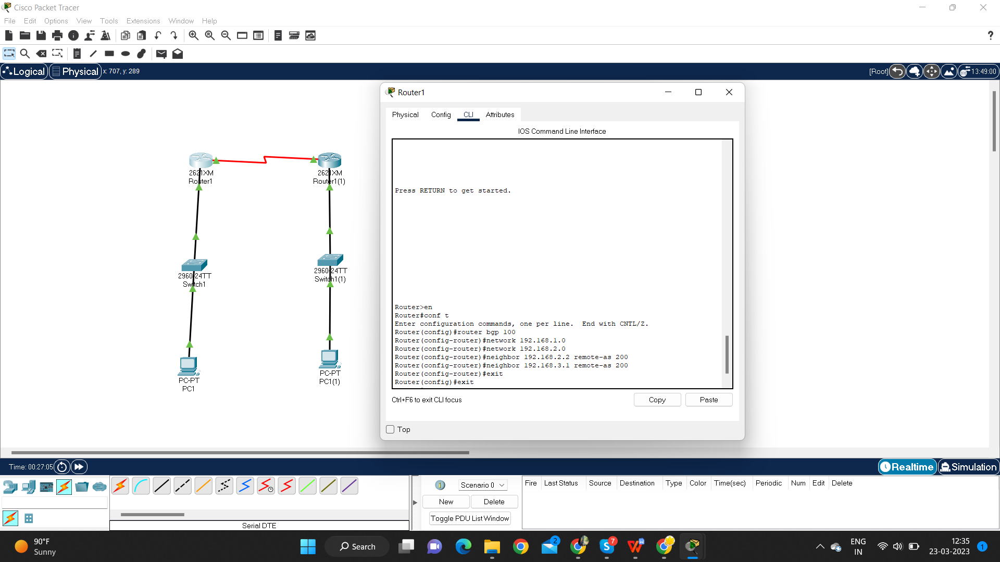 Cisco Packet Tracer
File Edit Options View Tools Extensions Window Help
?
Logical Physical x: 707, y: 289
[Root] 13:49:00
Router1
Physical Config CLI Attributes
IOS Command Line Interface
Press RETURN to get started.
Router>en
Router#conf t
Enter configuration commands, one per line.  End with CNTL/Z.
Router(config)#router bgp 100
Router(config-router)#network 192.168.1.0
Router(config-router)#network 192.168.2.0
Router(config-router)#neighbor 192.168.2.2 remote-as 200
Router(config-router)#neighbor 192.168.3.1 remote-as 200
Router(config-router)#exit
Router(config)#exit
Ctrl+F6 to exit CLI focus
Copy Paste
Top
2621XM
Router1
2621XM
Router1(1)
2960-24TT
Switch1
2960-24TT
Switch1(1)
PC-PT
PC1
PC-PT
PC1(1)
Time: 00:27:05
Realtime Simulation
Serial DTE
1 Scenario 0
New Delete
Toggle PDU List Window
Fire Last Status Source Destination Type Color Time(sec) Periodic Num Edit Delete
90°F
Sunny
Search
2
7
ENG
IN
12:35
23-03-2023
1